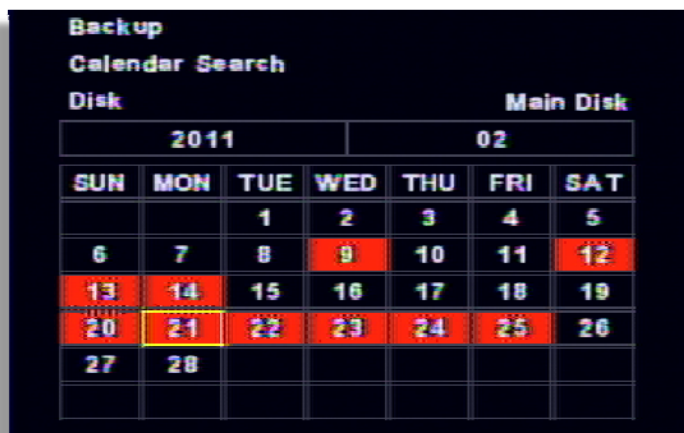 Backup
Calendar Search
Disk Main Disk
2011 02
SUN MON TUE WED THU FRI SAT
1 2 3 4 5
6 7 8 9 10 11 12
13 14 15 16 17 18 19
20 21 22 23 24 25 26
27 28